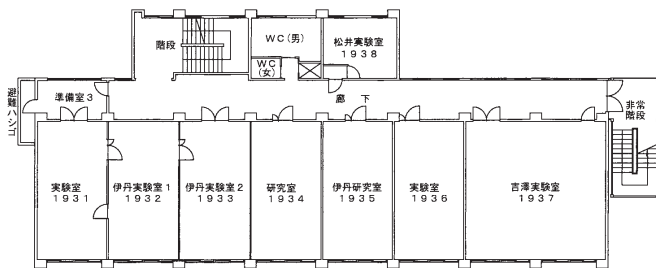 階段
WC(男)
WC
(女)
松井実験室
1938
避難ハシゴ
準備室3
廊下
非常
階段
実験室
1931
伊丹実験室1
1932
伊丹実験室2
1933
研究室
1934
伊丹研究室
1935
実験室
1936
吉澤実験室
1937